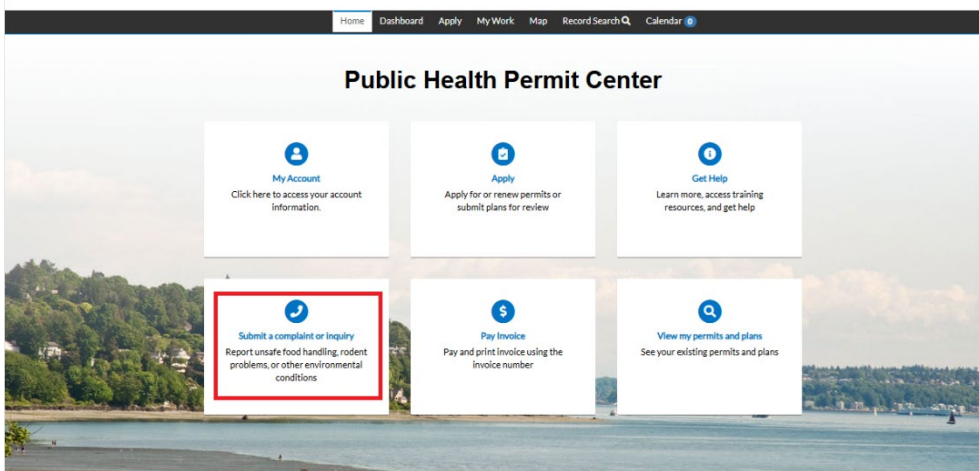 Home Dashboard Apply My Work Map Record Search Calendar 0
Public Health Permit Center
My Account
Click here to access your account
information.
Apply
Apply for or renew permits or
submit plans for review
Get Help
Learn more, access training
resources, and get help
Submit a complaint or inquiry
Report unsafe food handling, rodent
problems, or other environmental
conditions
Pay Invoice
Pay and print invoice using the
invoice number
View my permits and plans
See your existing permits and plans